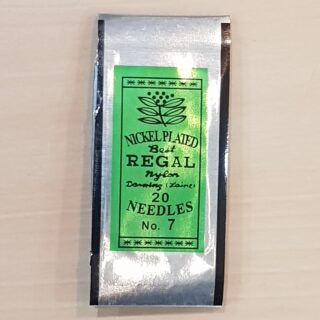 NICKEL PLATED
Best
REGAL
Nylon
Darning (Laine)
20
NEEDLES
No. 7